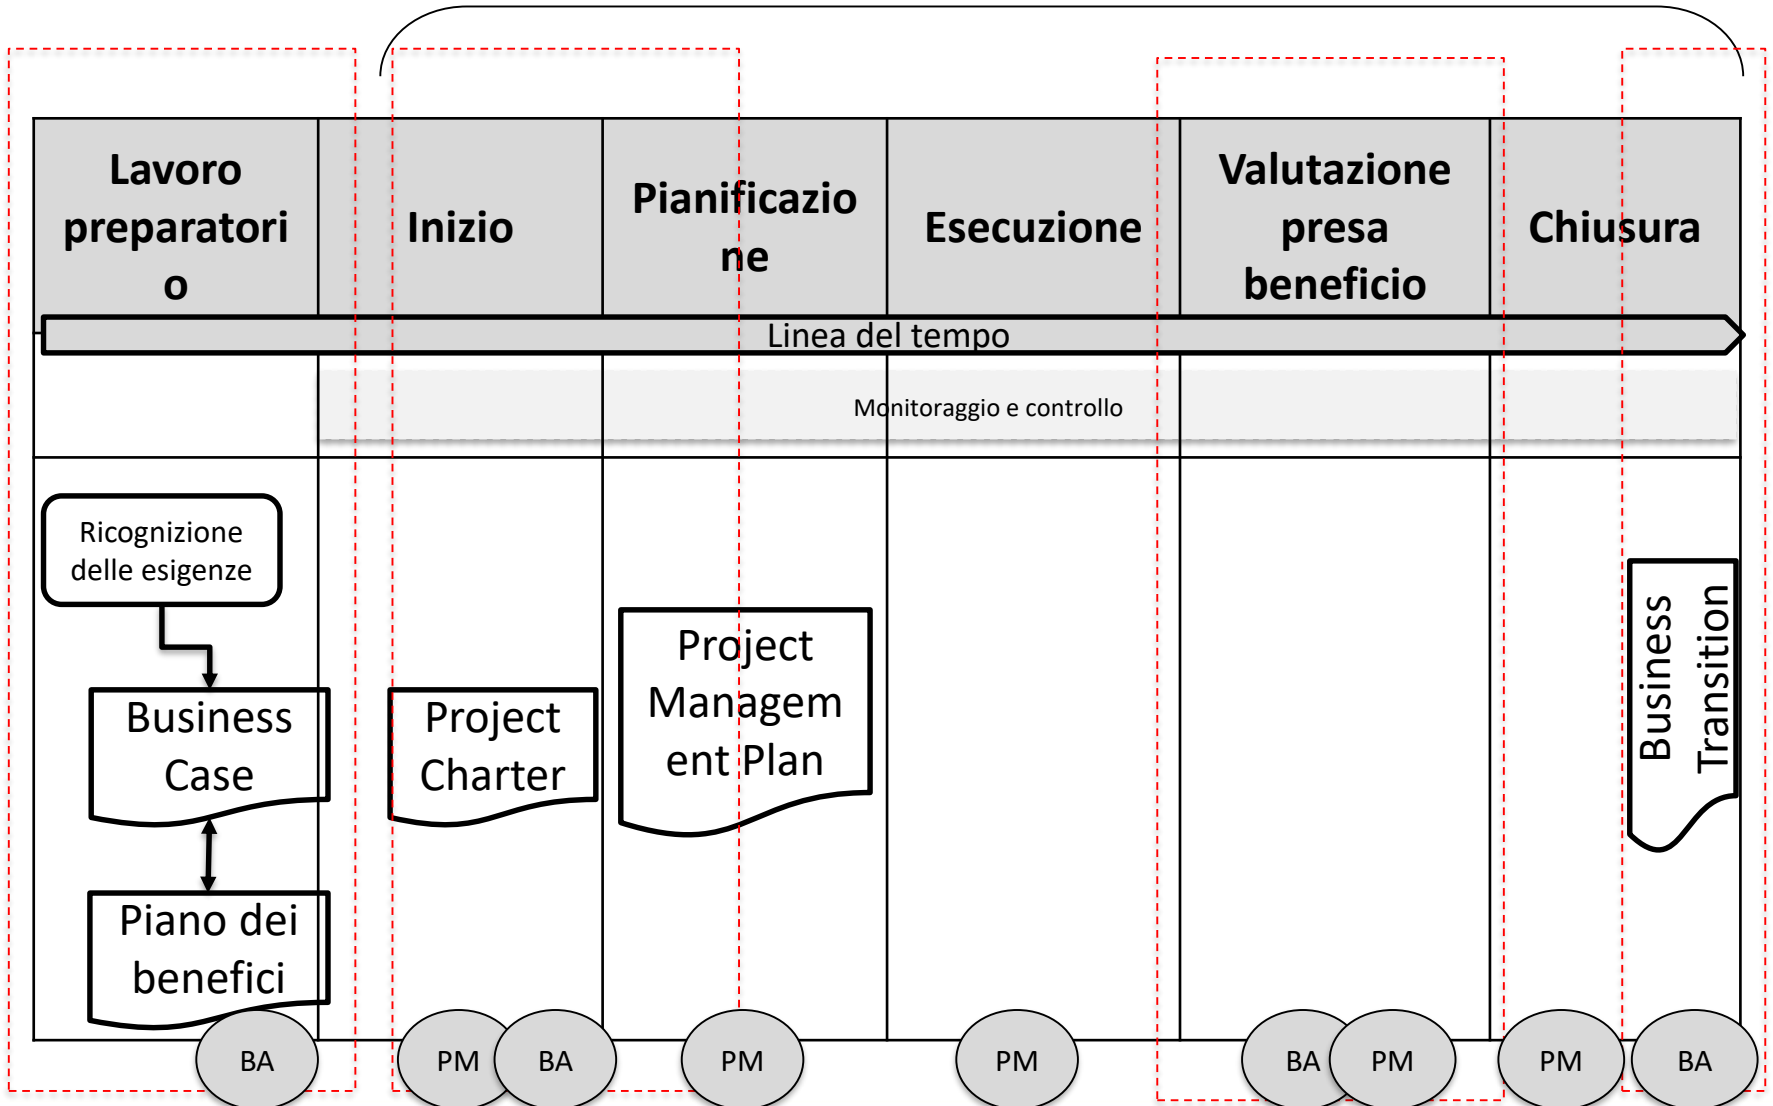 Lavoro
preparatori
o
Inizio
Pianificazio
ne
Esecuzione
Valutazione
presa
beneficio
Chiusura
Linea del tempo
Monitoraggio e controllo
Ricognizione
delle esigenze
Business
Case
Piano dei
benefici
Project
Charter
Project
Managem
ent Plan
Business
Transition
BA
PM
BA
PM
PM
BA
PM
PM
BA